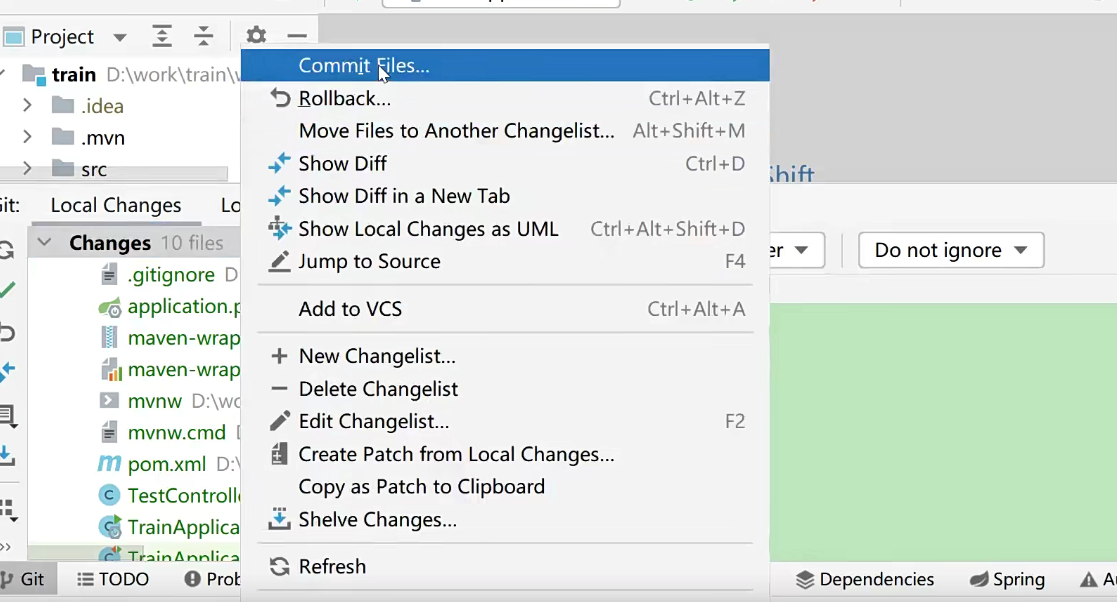 Project
train D:\work\train\
.idea
.mvn
src
Commit Files...
Rollback... Ctrl+Alt+Z
Move Files to Another Changelist... Alt+Shift+M
Show Diff Ctrl+D
Show Diff in a New Tab
Show Local Changes as UML Ctrl+Alt+Shift+D
Jump to Source F4
Add to VCS Ctrl+Alt+A
New Changelist...
Delete Changelist
Edit Changelist... F2
Create Patch from Local Changes...
Copy as Patch to Clipboard
Shelve Changes...
Refresh
Shift
Git: Local Changes Lo
Changes 10 files
er
Do not ignore
.gitignore D
application.p
maven-wrap
maven-wrap
mvnw D:\wo
mvnw.cmd
pom.xml D:\
TestControlle
TrainApplica
TrainApplica
Git TODO Prob Dependencies Spring Au